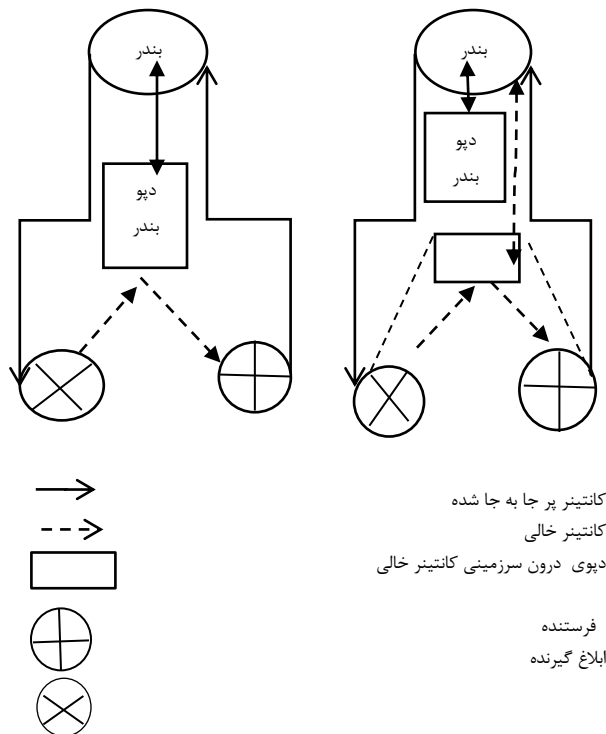 بندر
بندر
دپو
بندر
دپو
بندر
کانتینر پر جا به جا شده
کانتینر خالی
دپوی درون سرزمینی کانتینر خالی
فرستنده
ابلاغ گیرنده